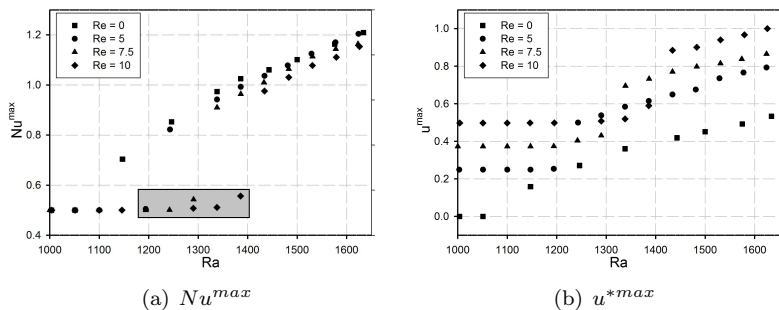 Re = 0
Re = 5
Re = 7.5
Re = 10
1.2
1.0
0.8
0.6
0.4
Nu^max
1000 1100 1200 1300 1400 1500 1600
Ra
(a) Nu^max
Re = 0
Re = 5
Re = 7.5
Re = 10
1.0
0.8
0.6
0.4
0.2
0.0
u^max
1000 1100 1200 1300 1400 1500 1600
Ra
(b) u^*max